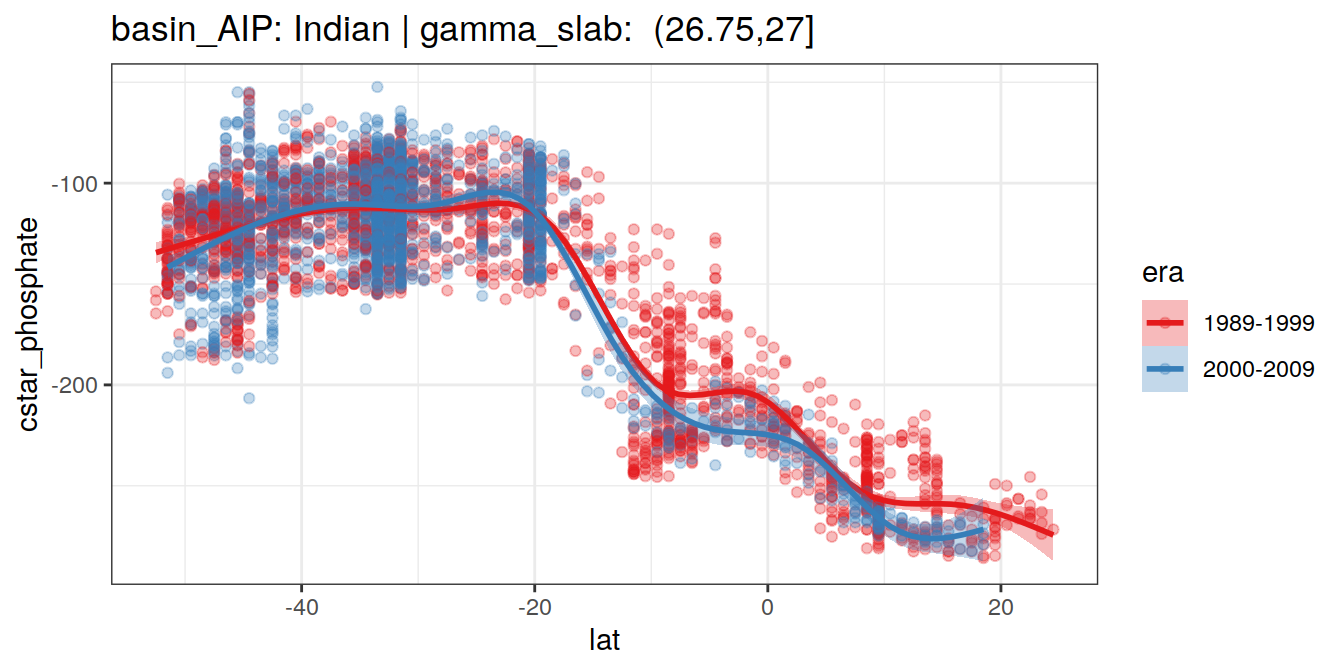 basin_AIP: Indian | gamma_slab:  (26.75,27]
-100
-200
cstar_phosphate
-40
-20
0
20
lat
era
1989-1999
2000-2009